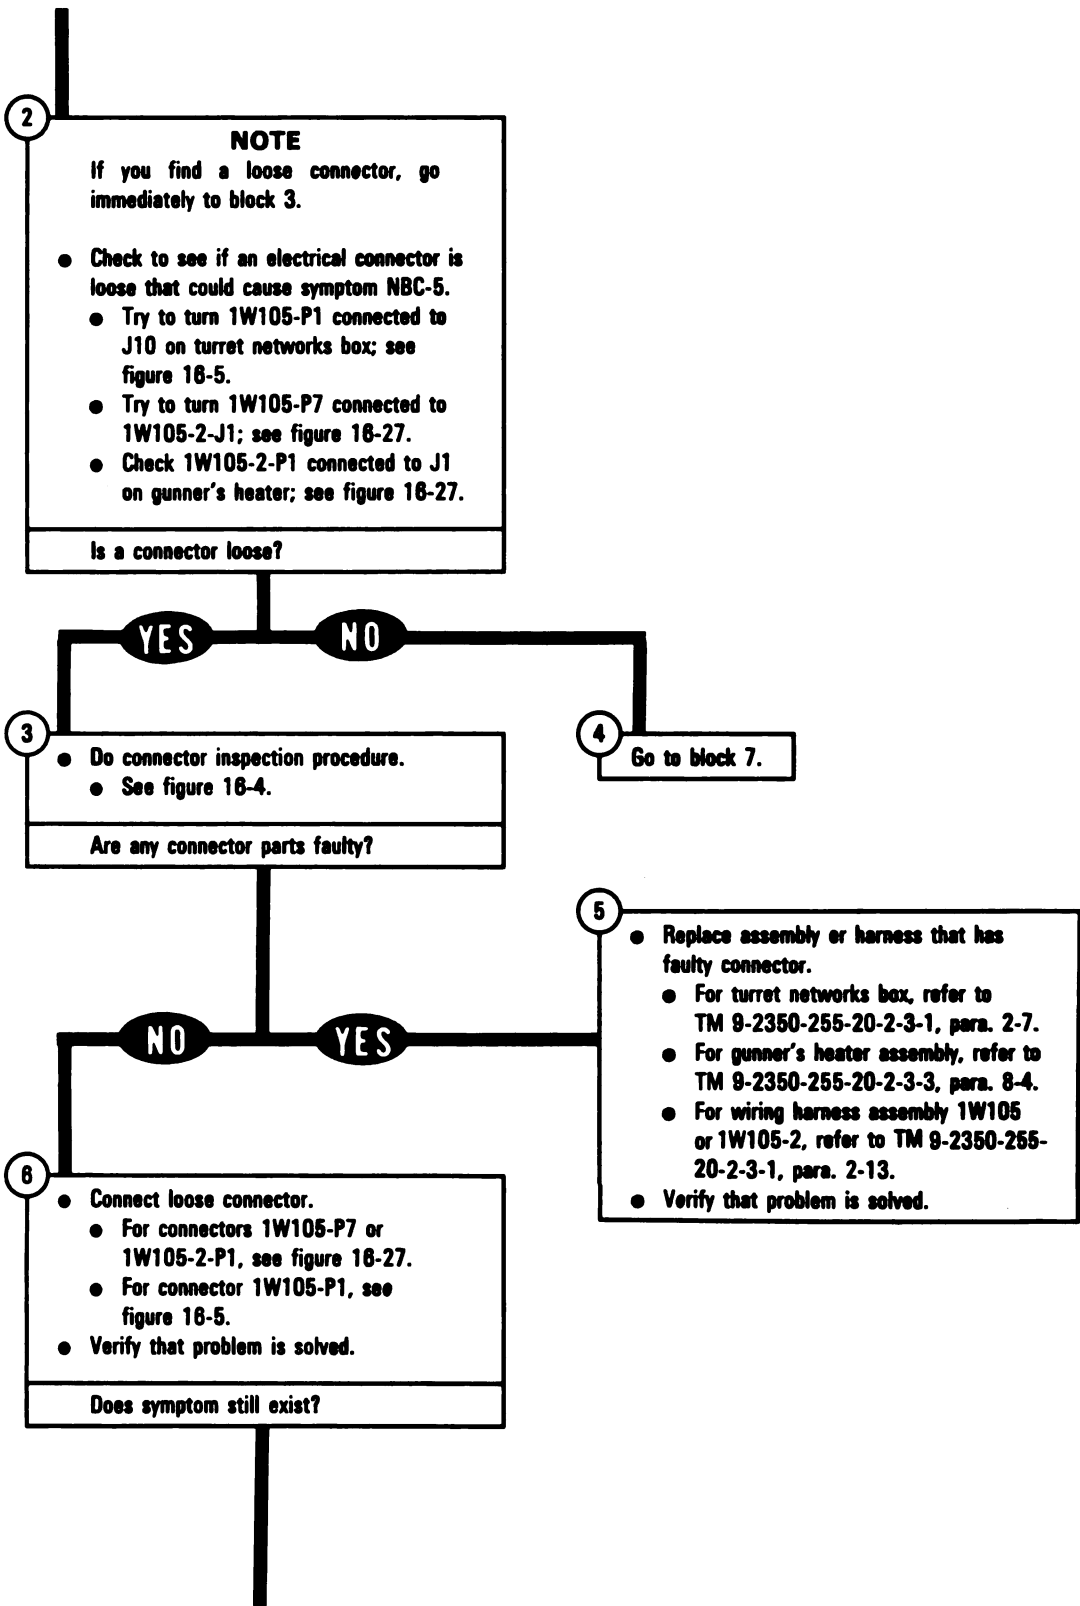 2
NOTE
If you find a loose connector, go
immediately to block 3.
● Check to see if an electrical connector is
loose that could cause symptom NBC-5.
● Try to turn 1W105-P1 connected to
J10 on turret networks box; see
figure 16-5.
● Try to turn 1W105-P7 connected to
1W105-2-J1; see figure 16-27.
● Check 1W105-2-P1 connected to J1
on gunner's heater; see figure 16-27.
Is a connector loose?
YES
NO
3
● Do connector inspection procedure.
● See figure 16-4.
Are any connector parts faulty?
4
Go to block 7.
NO
YES
5
● Replace assembly or harness that has
faulty connector.
● For turret networks box, refer to
TM 9-2350-255-20-2-3-1, para. 2-7.
● For gunner's heater assembly, refer to
TM 9-2350-255-20-2-3-3, para. 8-4.
● For wiring harness assembly 1W105
or 1W105-2, refer to TM 9-2350-255-
20-2-3-1, para. 2-13.
● Verify that problem is solved.
6
● Connect loose connector.
● For connectors 1W105-P7 or
1W105-2-P1, see figure 16-27.
● For connector 1W105-P1, see
figure 16-5.
● Verify that problem is solved.
Does symptom still exist?